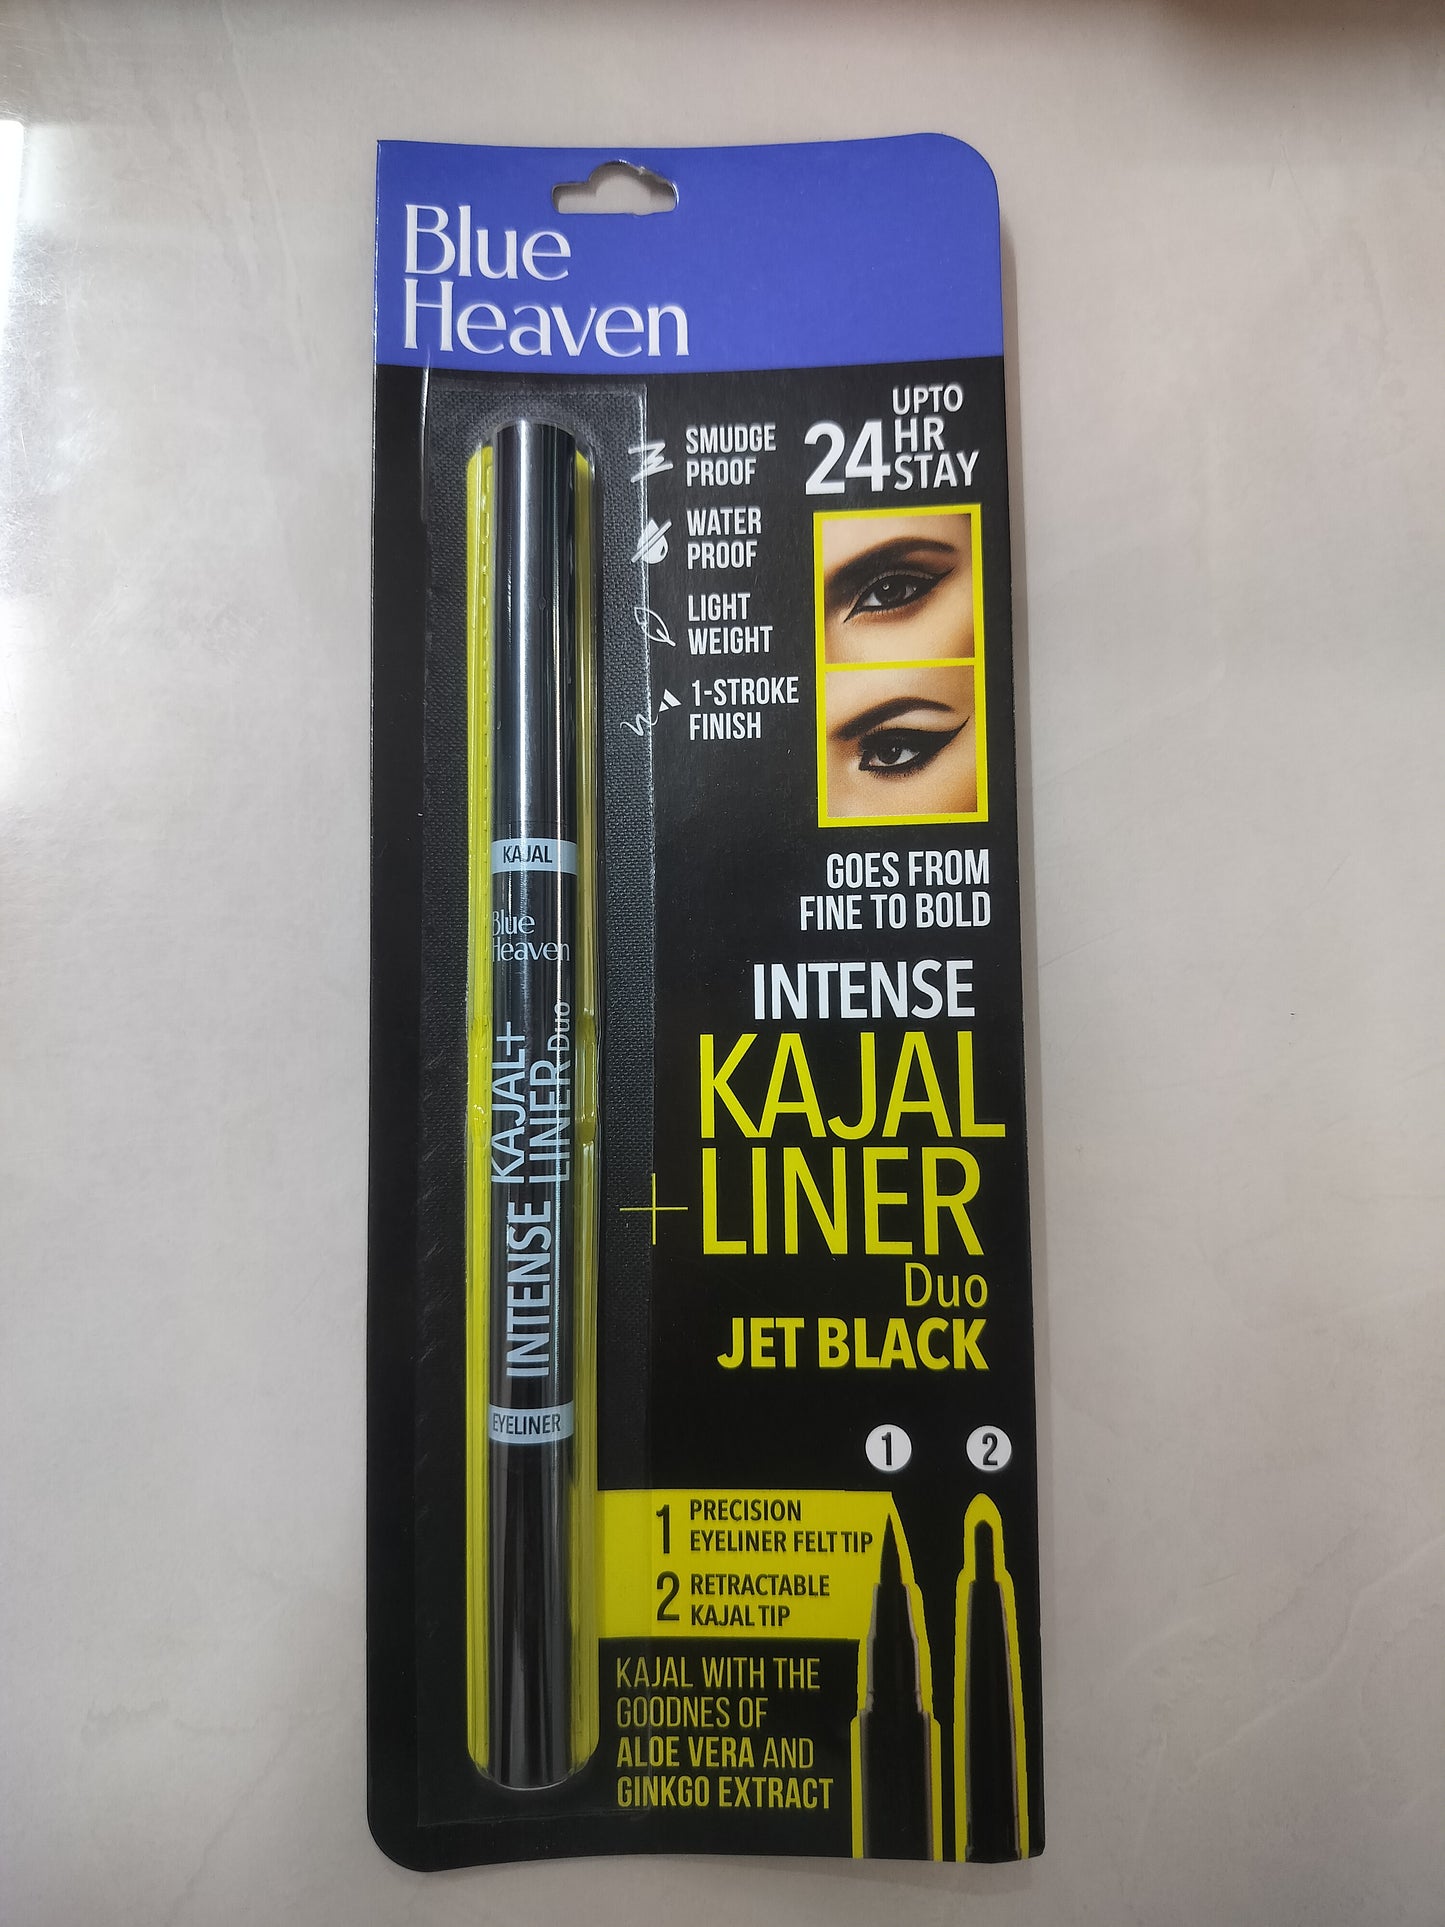 Blue
Heaven
SMUDGE
PROOF
WATER
PROOF
LIGHT
WEIGHT
1-STROKE
FINISH
UPTO
24 HR
STAY
GOES FROM
FINE TO BOLD
INTENSE
KAJAL
+LINER
Duo
JET BLACK
1
2
1 PRECISION
EYELINER FELT TIP
2 RETRACTABLE
KAJAL TIP
KAJAL WITH THE
GOODNES OF
ALOE VERA AND
GINKGO EXTRACT
KAJAL
Blue
Heaven
INTENSE KAJAL+
LINER Duo
EYELINER